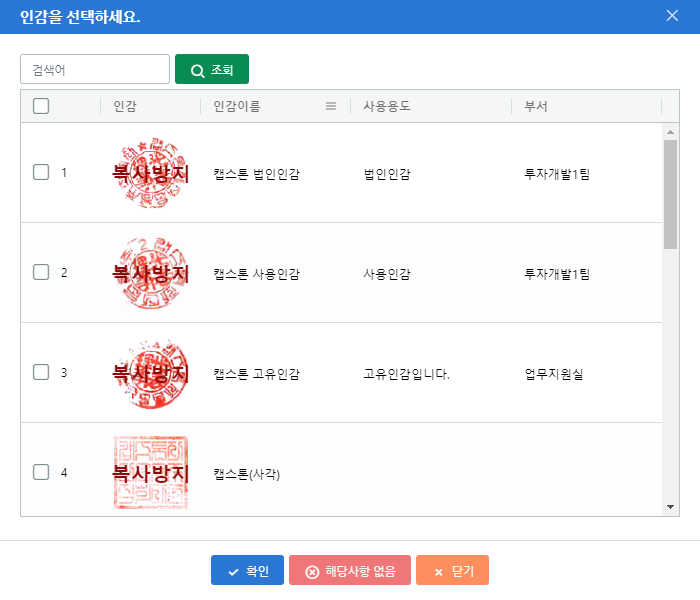 인감을 선택하세요.
검색어 조회
인감 인감이름 사용용도 부서
1 복사방지 캡스톤 법인인감 법인인감 투자개발1팀
2 복사방지 캡스톤 사용인감 사용인감 투자개발1팀
3 복사방지 캡스톤 고유인감 고유인감입니다. 업무지원실
4 복사방지 캡스톤(사각)
확인 해당사항 없음 닫기